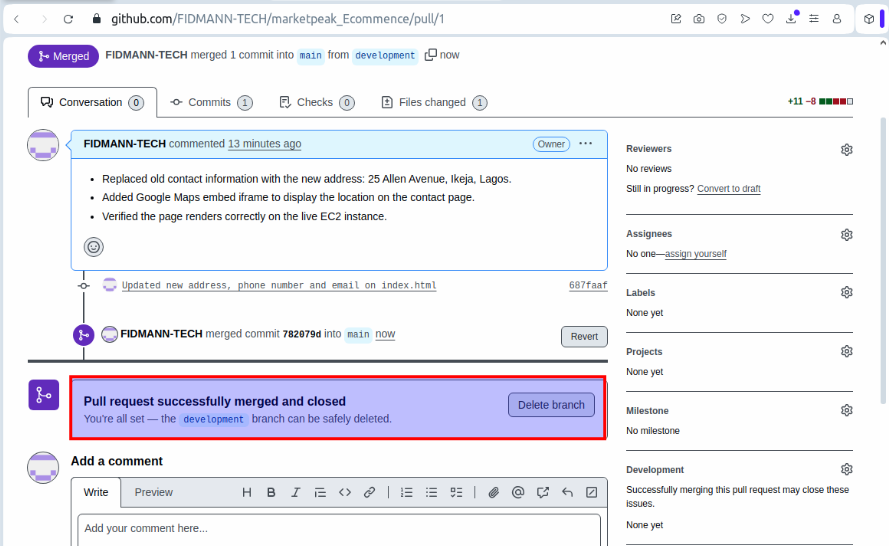 github.com/FIDMANN-TECH/marketpeak_Ecommence/pull/1
Merged FIDMANN-TECH merged 1 commit into main from development now
Conversation 0 Commits 1 Checks 0 Files changed 1
+11 −8
FIDMANN-TECH commented 13 minutes ago Owner
Replaced old contact information with the new address: 25 Allen Avenue, Ikeja, Lagos.
Added Google Maps embed iframe to display the location on the contact page.
Verified the page renders correctly on the live EC2 instance.
Updated new address, phone number and email on index.html 687faaf
FIDMANN-TECH merged commit 782079d into main now
Revert
Pull request successfully merged and closed
You're all set — the development branch can be safely deleted.
Delete branch
Add a comment
Write Preview
Add your comment here...
Reviewers
No reviews
Still in progress? Convert to draft
Assignees
No one—assign yourself
Labels
None yet
Projects
None yet
Milestone
No milestone
Development
Successfully merging this pull request may close these
issues.
None yet